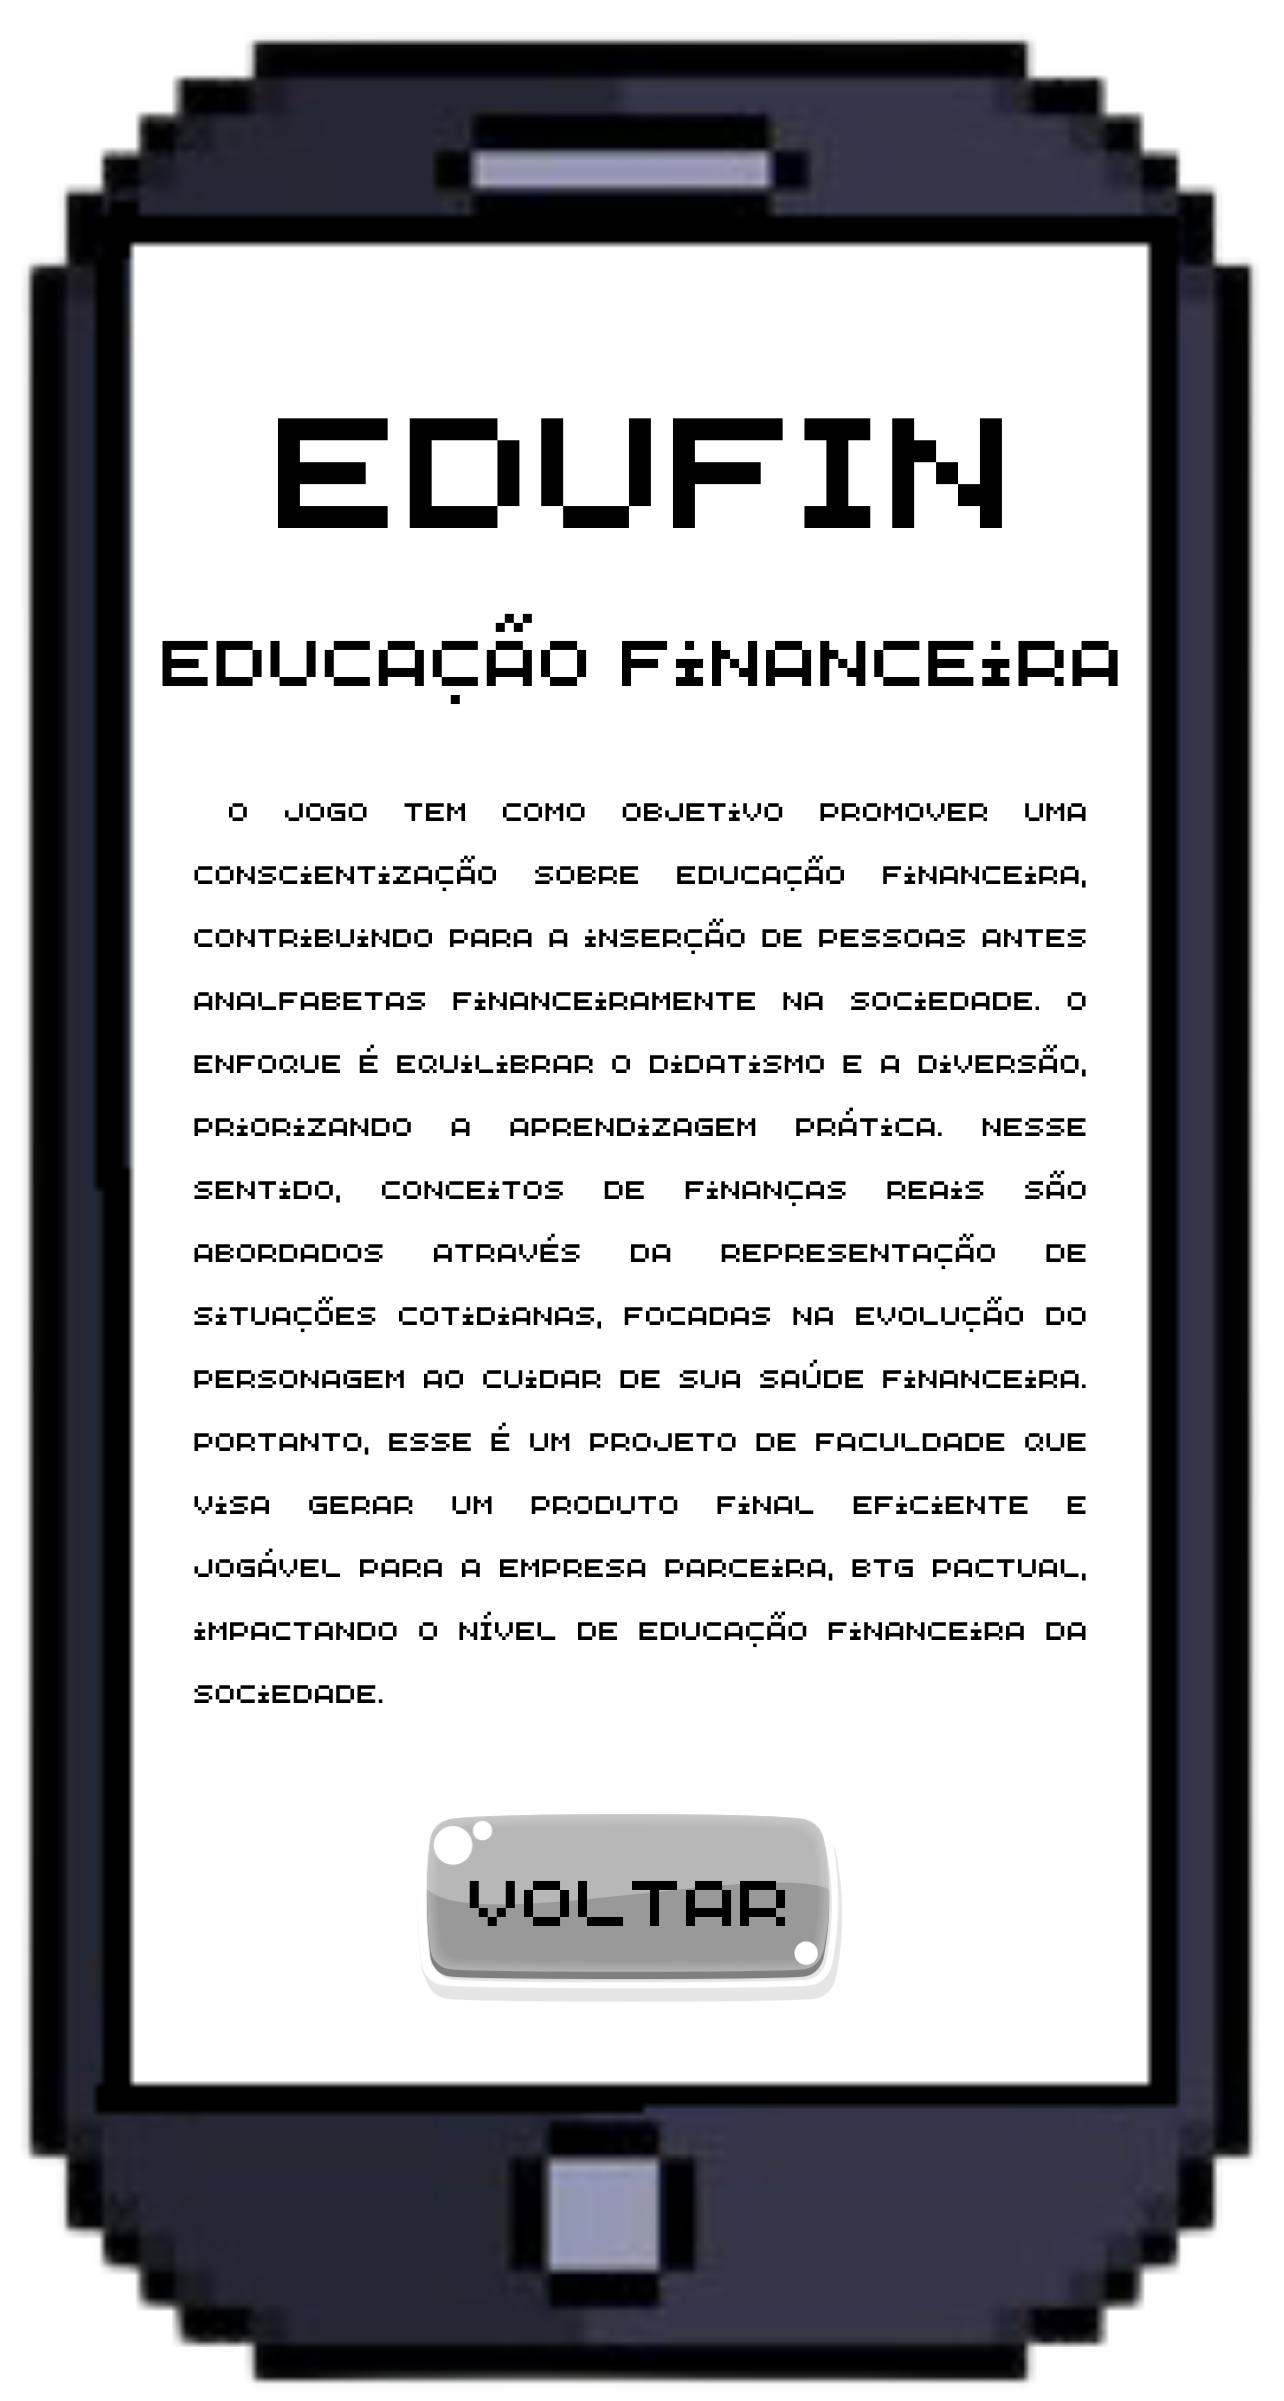 EDUFIN
EDUCAÇÃO FINANCEIRA
O JOGO TEM COMO OBJETIVO PROMOVER UMA
CONSCIENTIZAÇÃO SOBRE EDUCAÇÃO FINANCEIRA,
CONTRIBUINDO PARA A INSERÇÃO DE PESSOAS ANTES
ANALFABETAS FINANCEIRAMENTE NA SOCIEDADE. O
ENFOQUE É EQUILIBRAR O DIDATISMO E A DIVERSÃO,
PRIORIZANDO A APRENDIZAGEM PRÁTICA. NESSE
SENTIDO, CONCEITOS DE FINANÇAS REAIS SÃO
ABORDADOS ATRAVÉS DA REPRESENTAÇÃO DE
SITUAÇÕES COTIDIANAS, FOCADAS NA EVOLUÇÃO DO
PERSONAGEM AO CUIDAR DE SUA SAÚDE FINANCEIRA.
PORTANTO, ESSE É UM PROJETO DE FACULDADE QUE
VISA GERAR UM PRODUTO FINAL EFICIENTE E
JOGÁVEL PARA A EMPRESA PARCEIRA, BTG PACTUAL,
IMPACTANDO O NÍVEL DE EDUCAÇÃO FINANCEIRA DA
SOCIEDADE.
VOLTAR